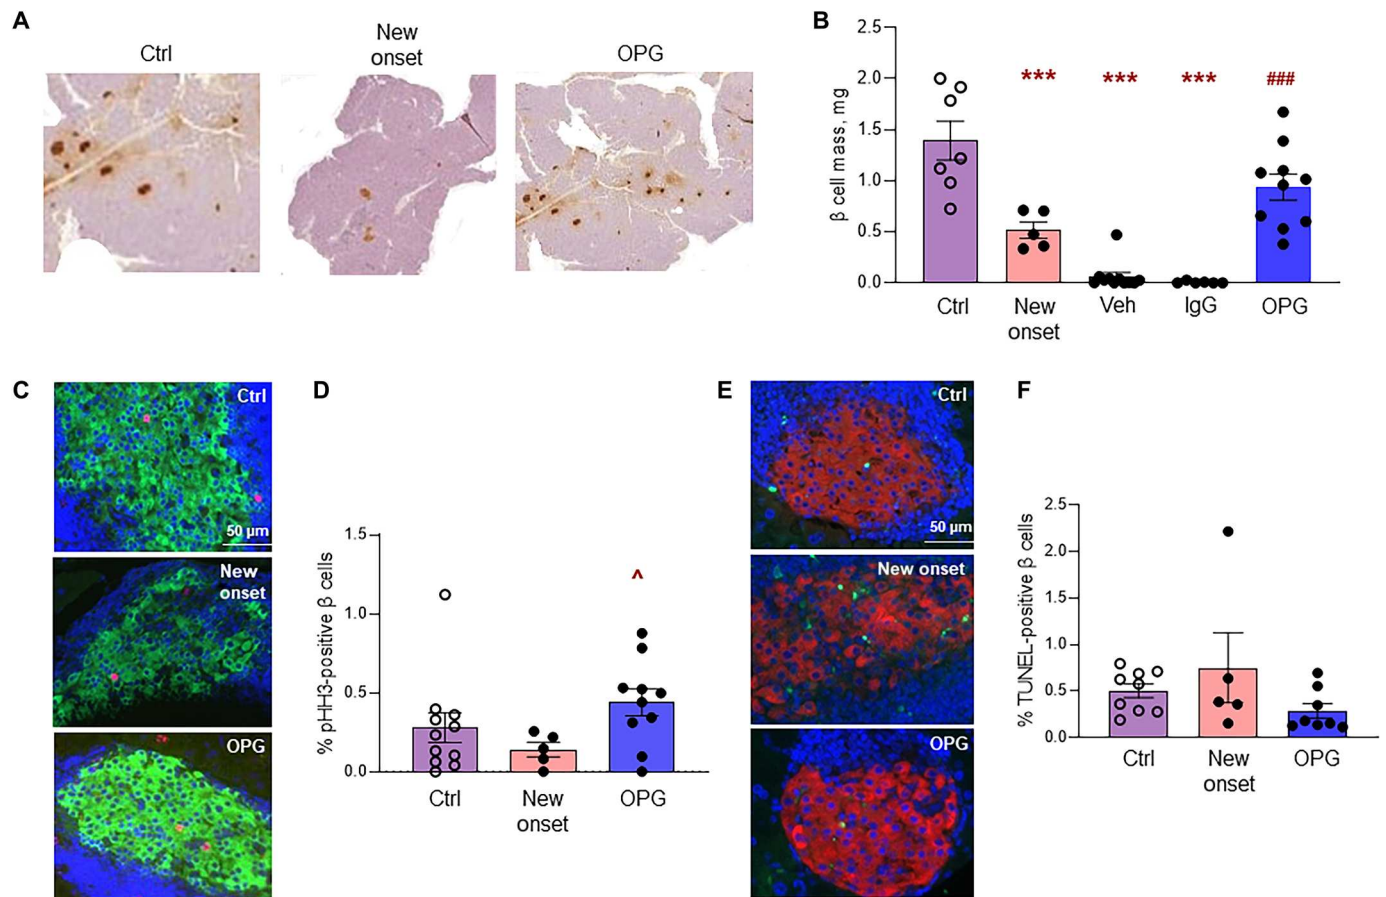 A
Ctrl
New
onset
OPG
B
β cell mass, mg
2.5
2.0
1.5
1.0
0.5
0.0
***
***
***
###
Ctrl
New
onset
Veh
IgG
OPG
C
Ctrl
50 µm
New
onset
OPG
D
% pHH3-positive β cells
1.5
1.0
0.5
0.0
^
Ctrl
New
onset
OPG
E
Ctrl
50 µm
New onset
OPG
F
% TUNEL-positive β cells
2.5
2.0
1.5
1.0
0.5
0.0
Ctrl
New
onset
OPG